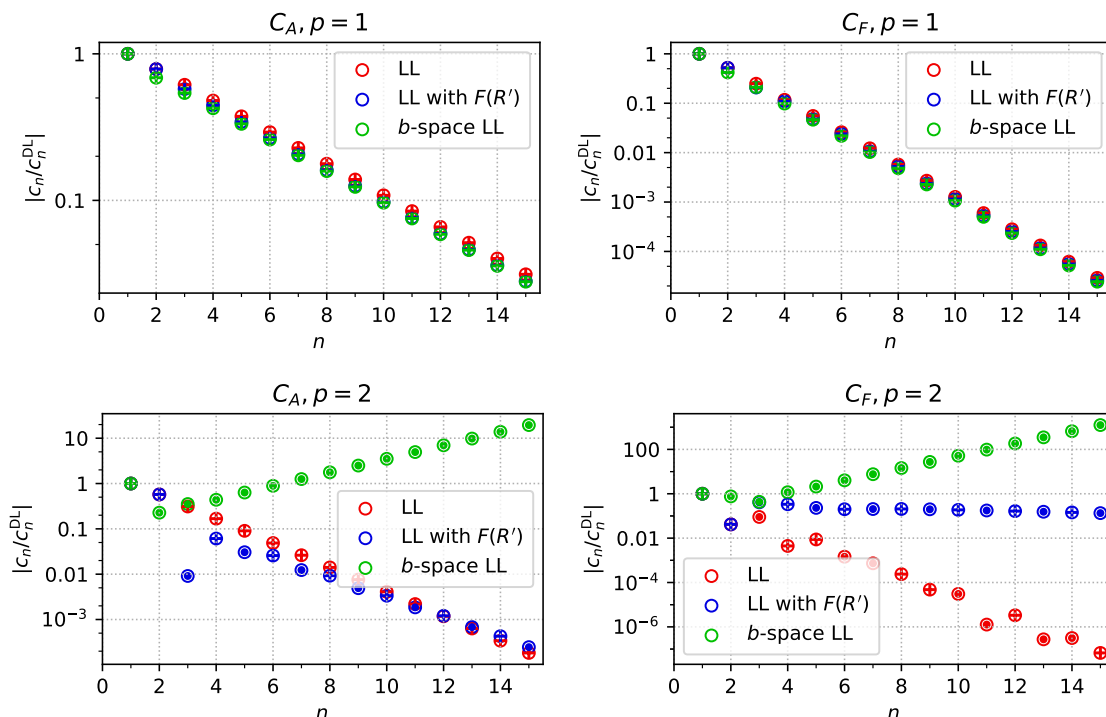 C_A, p = 1
|c_n/c_n^DL|
1
0.1
0 2 4 6 8 10 12 14
n
LL
LL with F(R′)
b-space LL
C_F, p = 1
|c_n/c_n^DL|
1
0.1
0.01
10⁻³
10⁻⁴
0 2 4 6 8 10 12 14
n
LL
LL with F(R′)
b-space LL
C_A, p = 2
|c_n/c_n^DL|
10
1
0.1
0.01
10⁻³
0 2 4 6 8 10 12 14
n
LL
LL with F(R′)
b-space LL
C_F, p = 2
|c_n/c_n^DL|
100
1
0.01
10⁻⁴
10⁻⁶
0 2 4 6 8 10 12 14
n
LL
LL with F(R′)
b-space LL